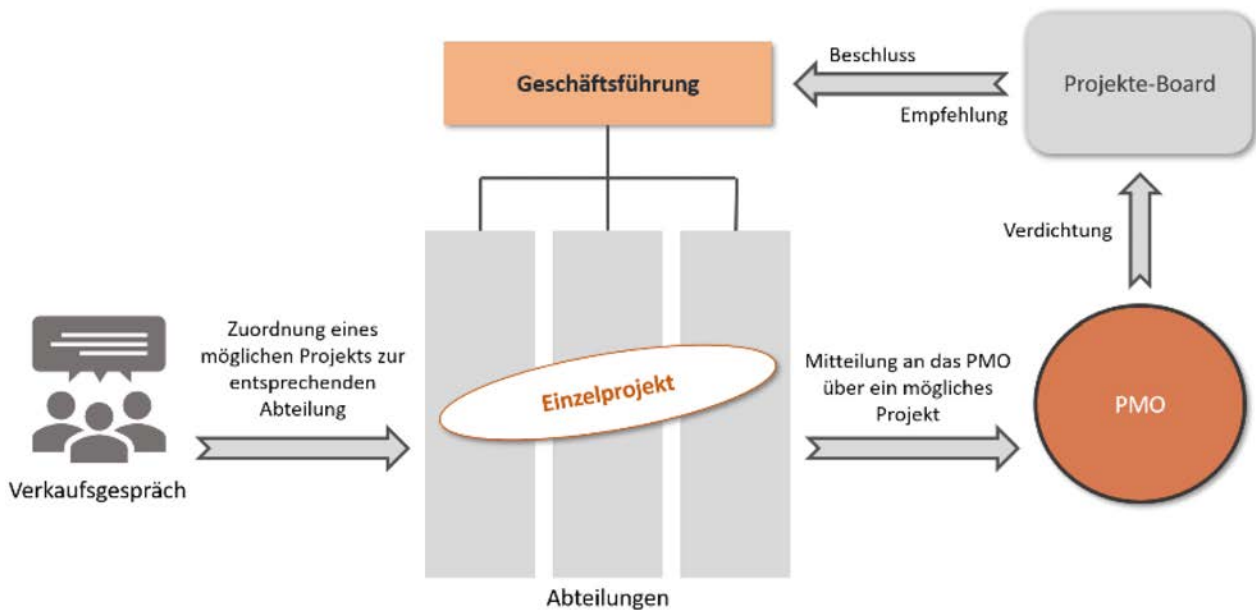 Geschäftsführung
Beschluss
Empfehlung
Projekte-Board
Verdichtung
Zuordnung eines
möglichen Projekts zur
entsprechenden
Abteilung
Verkaufsgespräch
Einzelprojekt
Abteilungen
Mitteilung an das PMO
über ein mögliches
Projekt
PMO